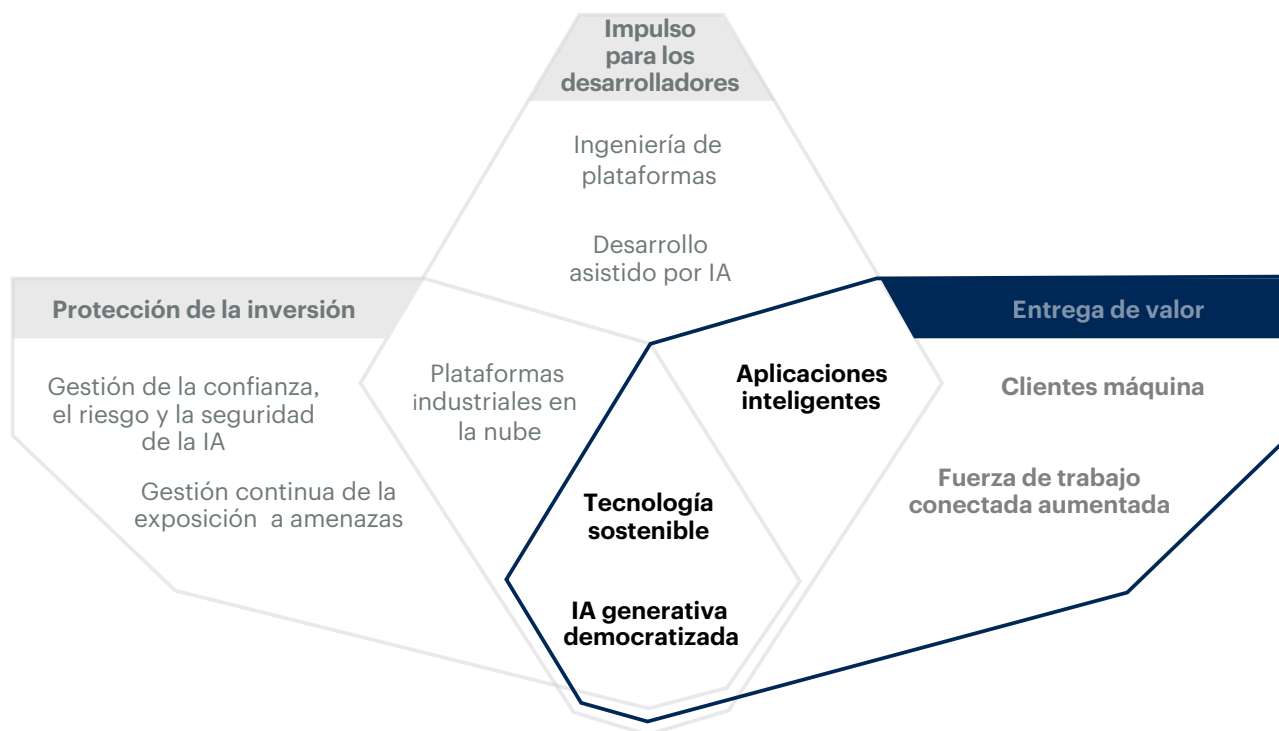 Impulso
para los
desarrolladores
Ingeniería de
plataformas
Desarrollo
asistido por IA
Protección de la inversión
Entrega de valor
Gestión de la confianza,
el riesgo y la seguridad
de la IA
Gestión continua de la
exposición a amenazas
Plataformas
industriales en
la nube
Aplicaciones
inteligentes
Clientes máquina
Fuerza de trabajo
conectada aumentada
Tecnología
sostenible
IA generativa
democratizada